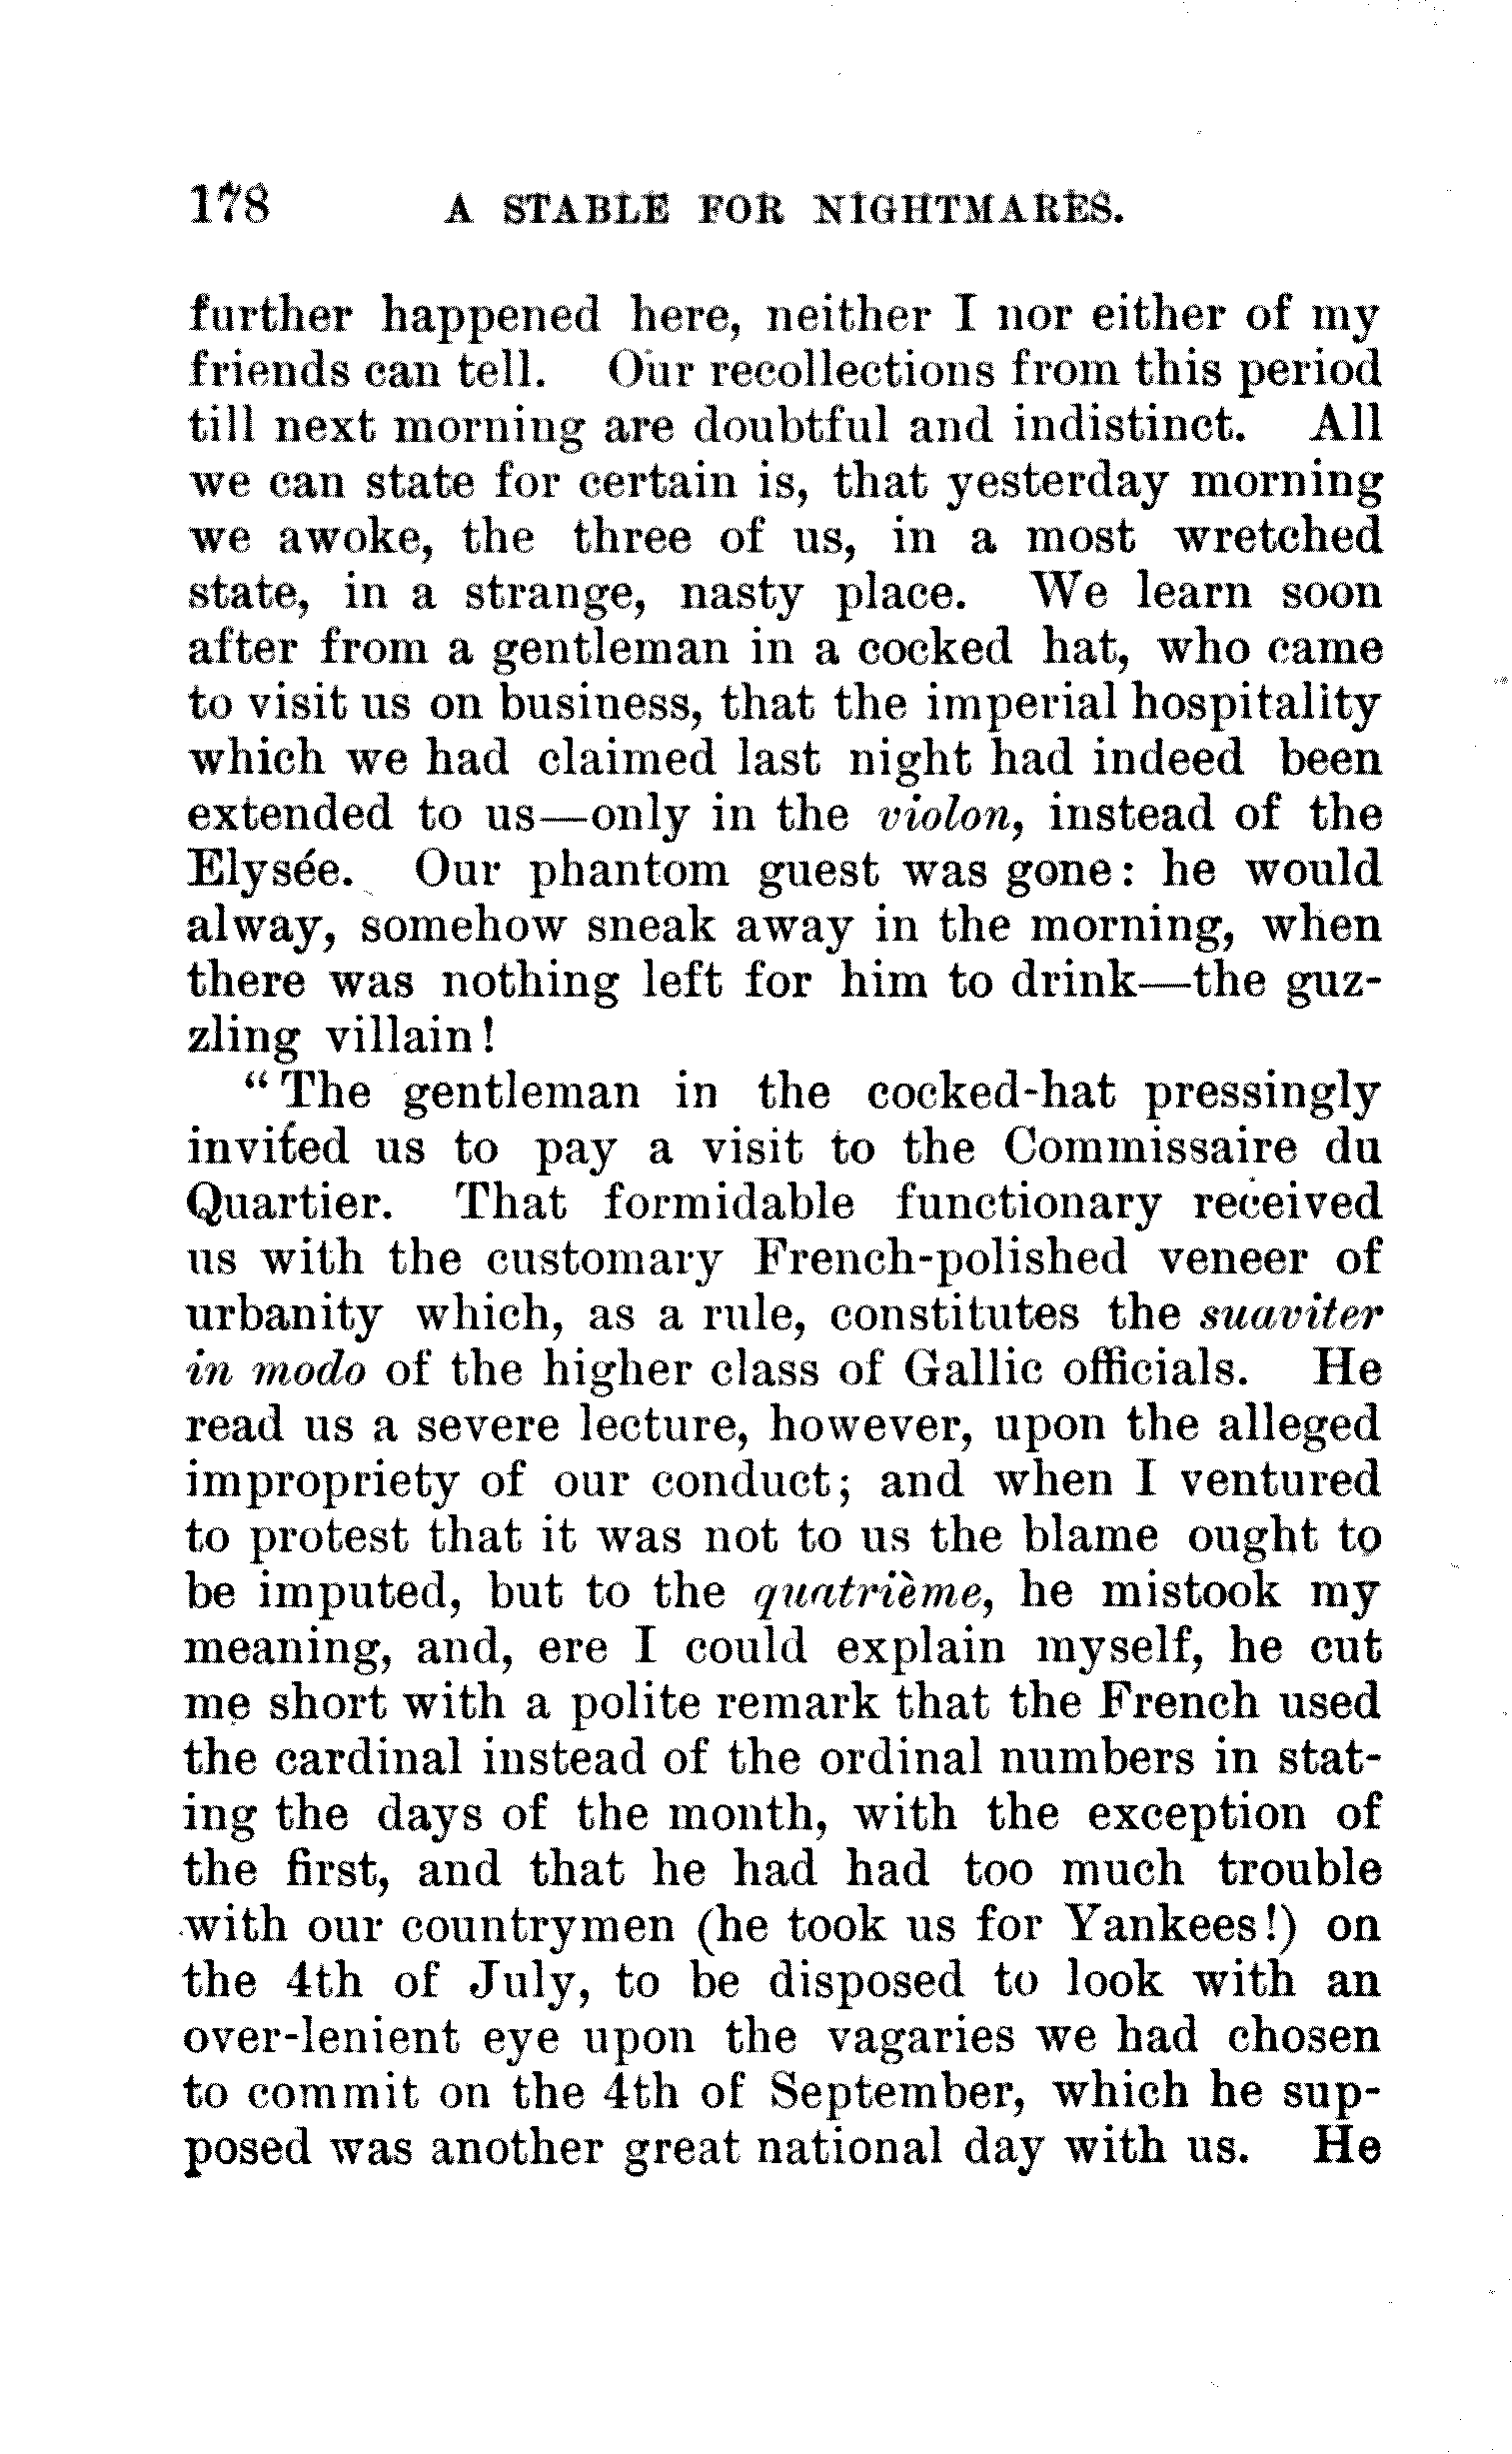 178 A STABLE FOR NIGHTMARES.
further happened here, neither I nor either of my
friends can tell. Our recollections from this period
till next morning are doubtful and indistinct. All
we can state for certain is, that yesterday morning
we awoke, the three of us, in a most wretched
state, in a strange, nasty place. We learn soon
after from a gentleman in a cocked hat, who came
to visit us on business, that the imperial hospitality
which we had claimed last night had indeed been
extended to us—only in the violon, instead of the
Elysée. Our phantom guest was gone: he would
alway, somehow sneak away in the morning, when
there was nothing left for him to drink—the guz-
zling villain!
"The gentleman in the cocked-hat pressingly
invited us to pay a visit to the Commissaire du
Quartier. That formidable functionary received
us with the customary French-polished veneer of
urbanity which, as a rule, constitutes the suaviter
in modo of the higher class of Gallic officials. He
read us a severe lecture, however, upon the alleged
impropriety of our conduct; and when I ventured
to protest that it was not to us the blame ought to
be imputed, but to the quatrième, he mistook my
meaning, and, ere I could explain myself, he cut
me short with a polite remark that the French used
the cardinal instead of the ordinal numbers in stat-
ing the days of the month, with the exception of
the first, and that he had had too much trouble
with our countrymen (he took us for Yankees!) on
the 4th of July, to be disposed to look with an
over-lenient eye upon the vagaries we had chosen
to commit on the 4th of September, which he sup-
posed was another great national day with us. He